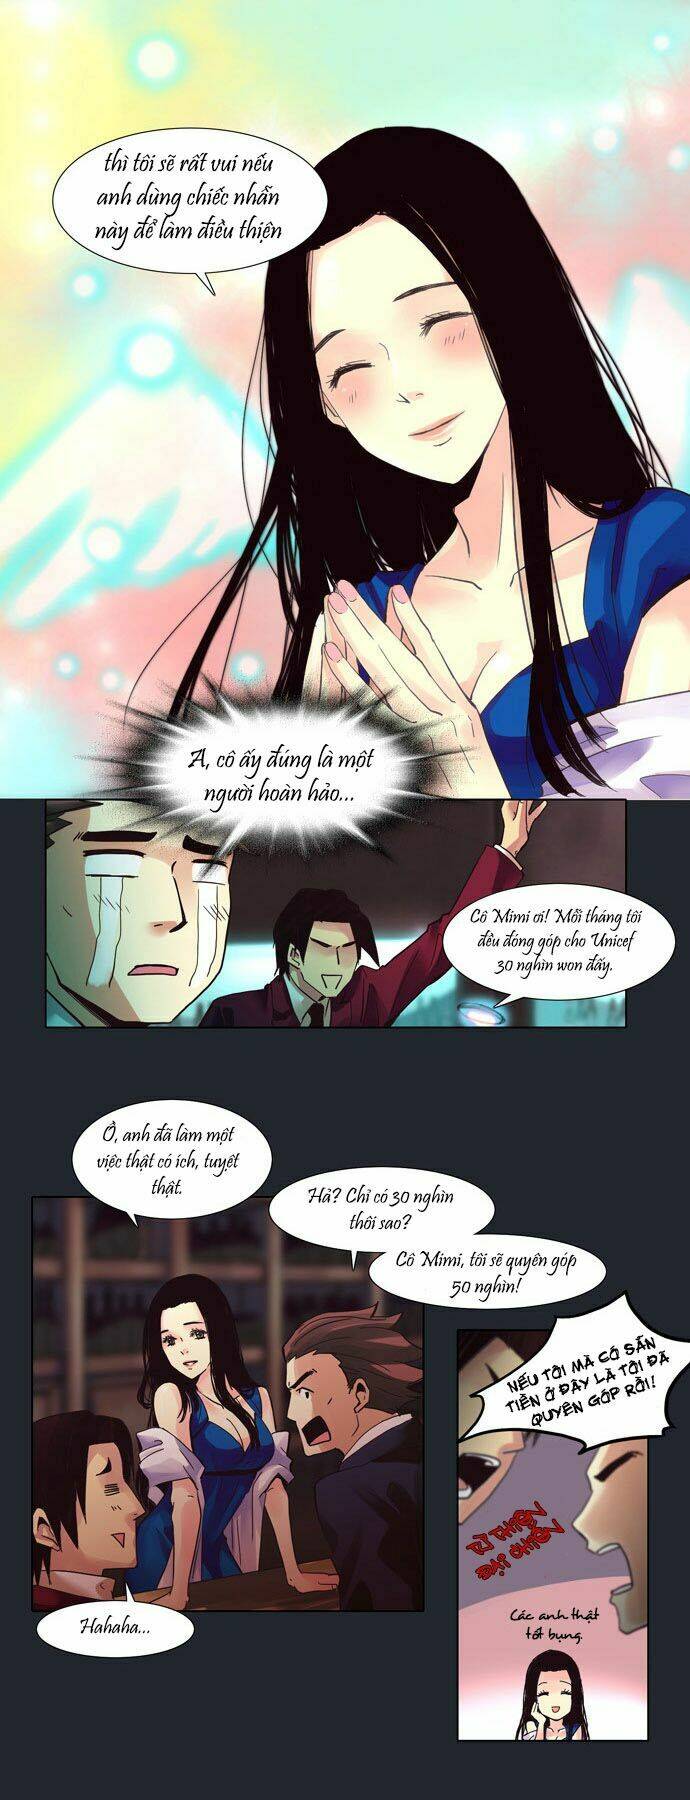 thì tôi sẽ rất vui nếu
anh dùng chiếc nhẫn
này để làm điều thiện
A, cô ấy đúng là một
người hoàn hảo...
Cô Mimi ơi! Mỗi tháng tôi
đều đóng góp cho Unicef
30 nghìn won đấy.
Ồ, anh đã làm một
việc thật có ích, tuyệt
thật.
Hả? Chỉ có 30 nghìn
thôi sao?
Cô Mimi, tôi sẽ quyên góp
50 nghìn!
Hahaha...
NẾU TÔI MÀ CÓ SẴN
TIỀN Ở ĐÂY LÀ TÔI ĐÃ
QUYÊN GÓP RỒI!
TỪ THIỆN
ĐẠI CHIẾN
Các anh thật
tốt bụng.